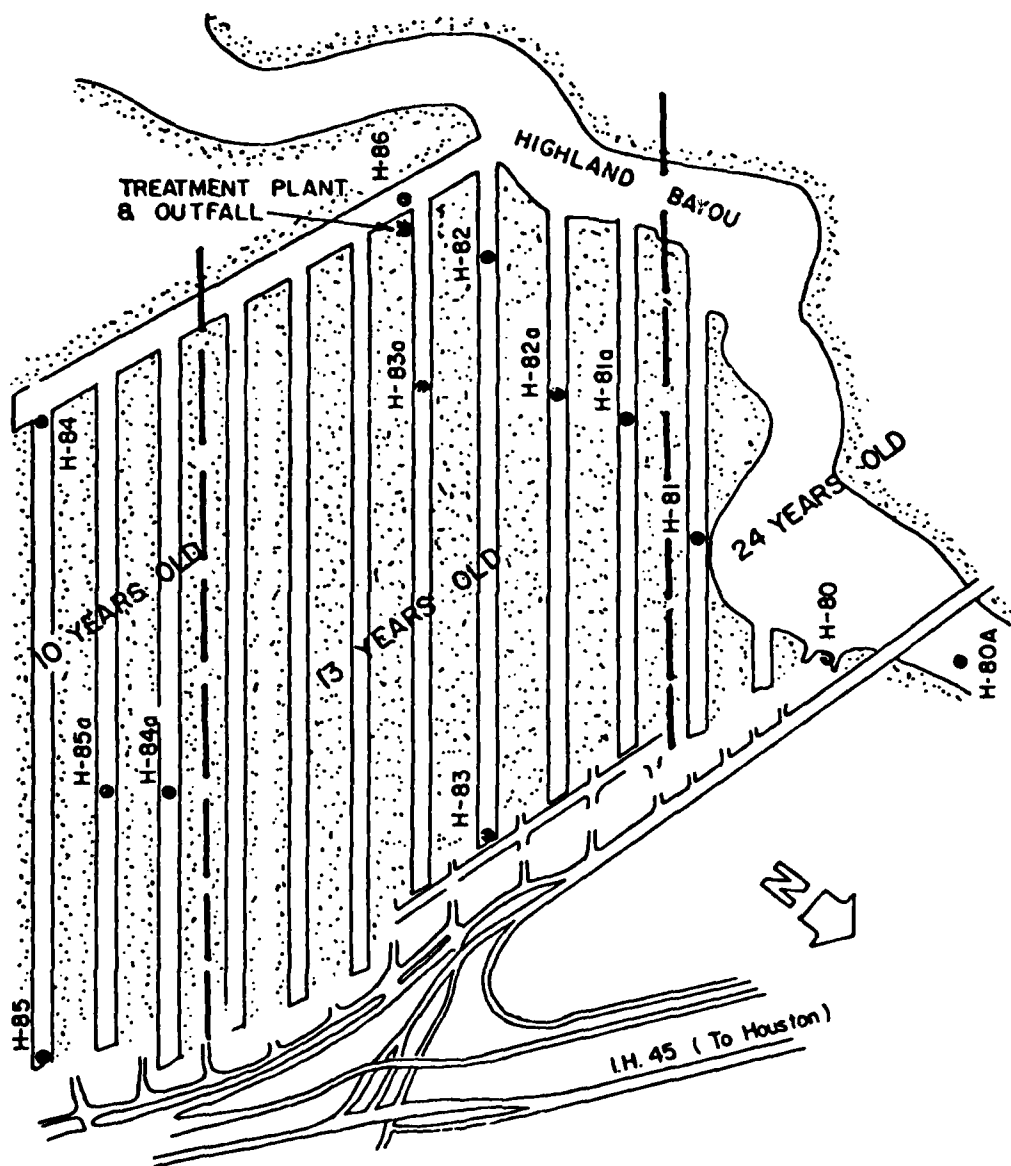 HIGHLAND BAYOU
H-86
TREATMENT PLANT
& OUTFALL
H-82
H-83a
H-82a
H-81a
H-84
H-81
24 YEARS OLD
10 YEARS OLD
13 YEARS OLD
H-80
H-80A
H-85a
H-84a
H-83
N
H-85
I.H. 45 (To Houston)